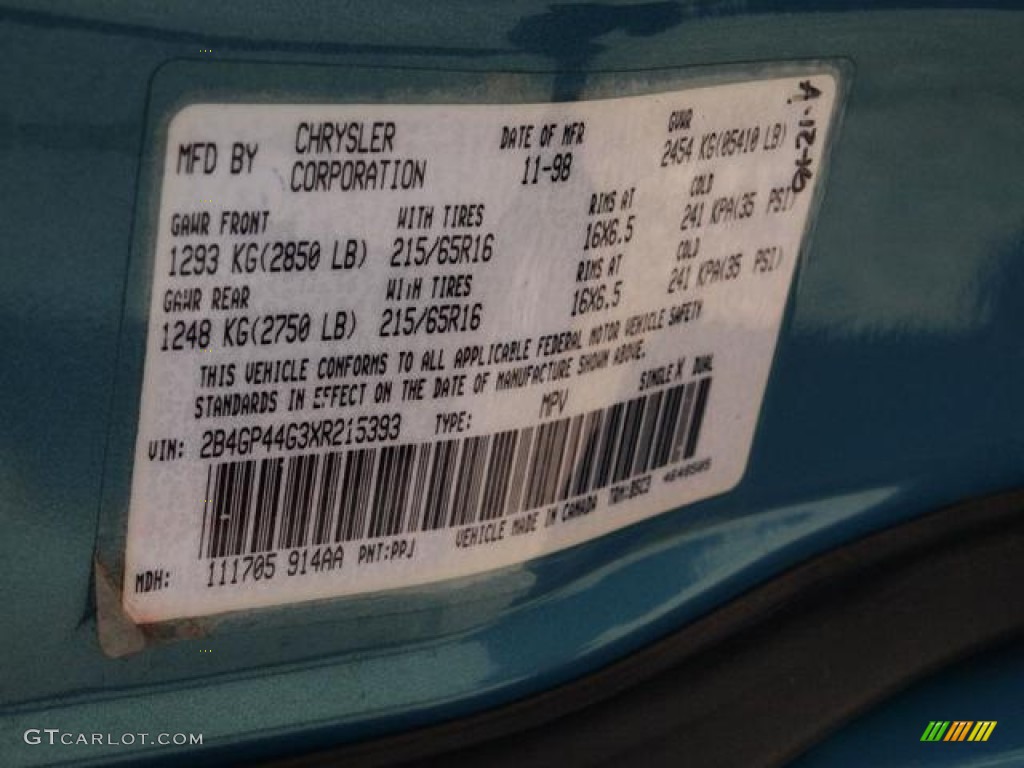 MFD BY CHRYSLER CORPORATION
DATE OF MFR 11-98
GVWR 2454 KG(05410 LB)
GAWR FRONT WITH TIRES RIMS AT COLD
1293 KG(2850 LB) 215/65R16 16X6.5 241 KPA(35 PSI)
GAWR REAR WITH TIRES RIMS AT COLD
1248 KG(2750 LB) 215/65R16 16X6.5 241 KPA(35 PSI)
THIS VEHICLE CONFORMS TO ALL APPLICABLE FEDERAL MOTOR VEHICLE SAFETY
STANDARDS IN EFFECT ON THE DATE OF MANUFACTURE SHOWN ABOVE.
VIN: 2B4GP44G3XR215393 TYPE: MPV SINGLE X DUAL
VEHICLE MADE IN CANADA 4648505
MDH: 111705 914AA PNT:PPJ
GTCARLOT.COM